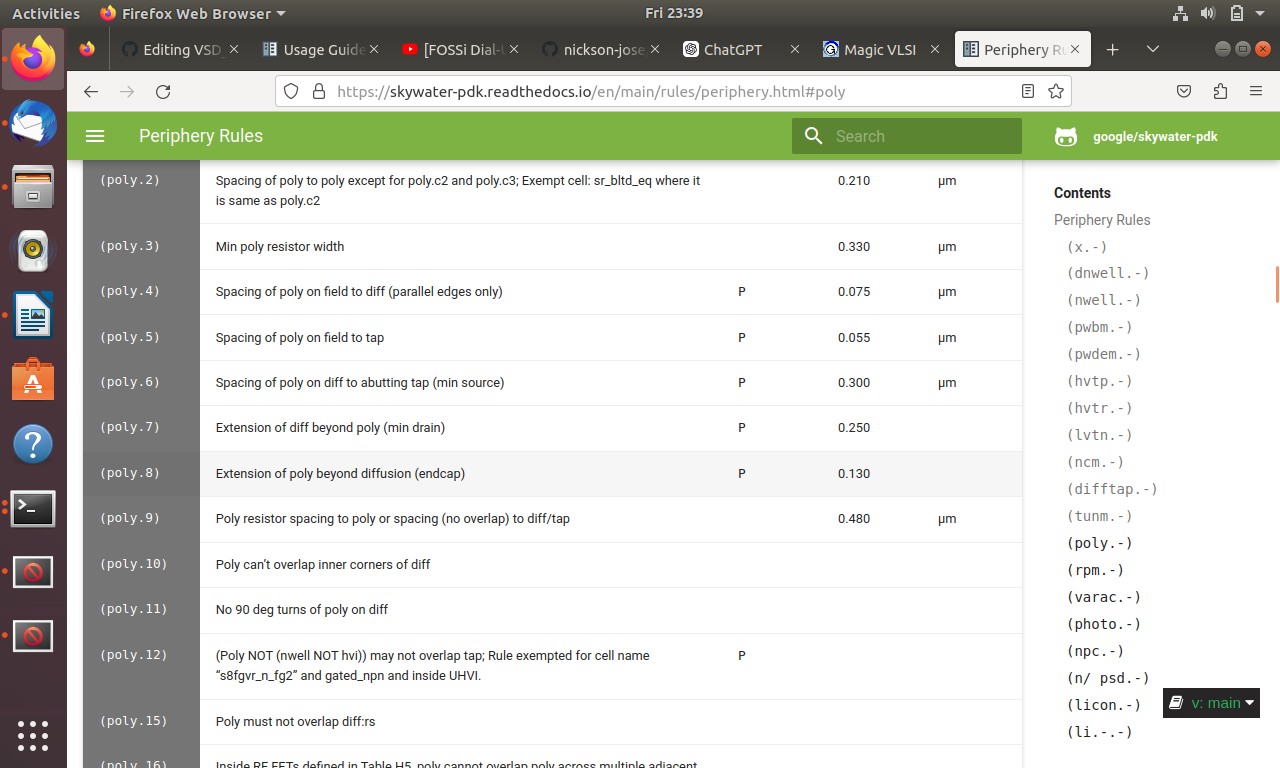 Activities
Firefox Web Browser
Fri 23:39
Editing VSD
Usage Guide
[FOSSi Dial-U
nickson-jose
ChatGPT
Magic VLSI
Periphery Ru
https://skywater-pdk.readthedocs.io/en/main/rules/periphery.html#poly
Periphery Rules
Search
google/skywater-pdk
(poly.2) Spacing of poly to poly except for poly.c2 and poly.c3; Exempt cell: sr_bltd_eq where it 0.210 µm
is same as poly.c2
(poly.3) Min poly resistor width 0.330 µm
(poly.4) Spacing of poly on field to diff (parallel edges only) P 0.075 µm
(poly.5) Spacing of poly on field to tap P 0.055 µm
(poly.6) Spacing of poly on diff to abutting tap (min source) P 0.300 µm
(poly.7) Extension of diff beyond poly (min drain) P 0.250
(poly.8) Extension of poly beyond diffusion (endcap) P 0.130
(poly.9) Poly resistor spacing to poly or spacing (no overlap) to diff/tap 0.480 µm
(poly.10) Poly can’t overlap inner corners of diff
(poly.11) No 90 deg turns of poly on diff
(poly.12) (Poly NOT (nwell NOT hvi)) may not overlap tap; Rule exempted for cell name P
“s8fgvr_n_fg2” and gated_npn and inside UHVI.
(poly.15) Poly must not overlap diff:rs
(poly.16) Inside RF FETs defined in Table H5, poly cannot overlap poly across multiple adjacent
Contents
Periphery Rules
(x.-)
(dnwell.-)
(nwell.-)
(pwbm.-)
(pwdem.-)
(hvtp.-)
(hvtr.-)
(lvtn.-)
(ncm.-)
(difftap.-)
(tunm.-)
(poly.-)
(rpm.-)
(varac.-)
(photo.-)
(npc.-)
(n/ psd.-)
(licon.-)
(li.-.-)
v: main